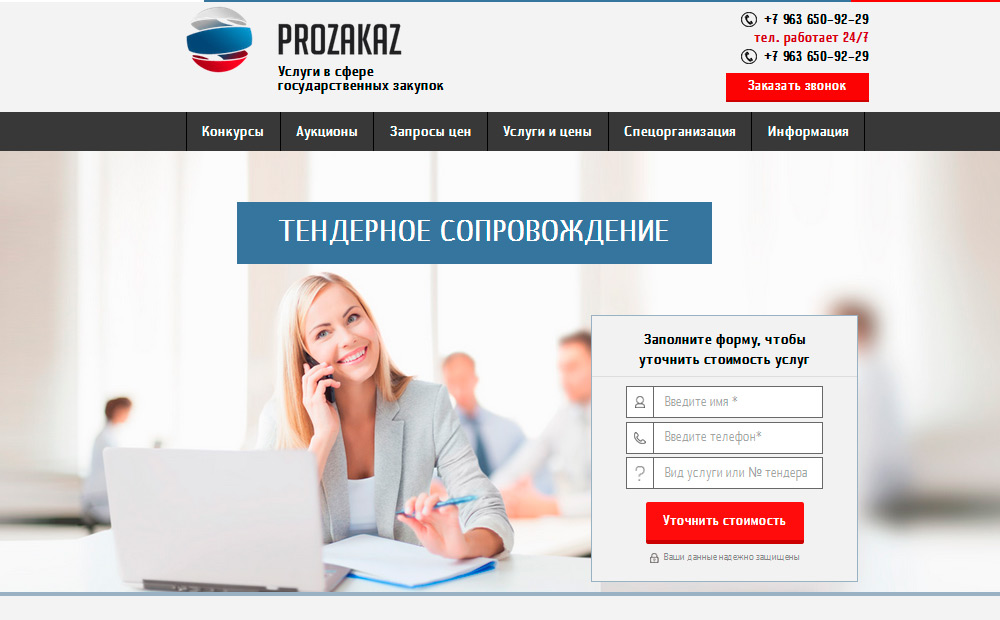 PROZAKAZ
Услуги в сфере
государственных закупок
+7 963 650-92-29
тел. работает 24/7
+7 963 650-92-29
Заказать звонок
Конкурсы Аукционы Запросы цен Услуги и цены Спецорганизация Информация
ТЕНДЕРНОЕ СОПРОВОЖДЕНИЕ
Заполните форму, чтобы
уточнить стоимость услуг
Введите имя *
Введите телефон*
Вид услуги или № тендера
Уточнить стоимость
Ваши данные надежно защищены